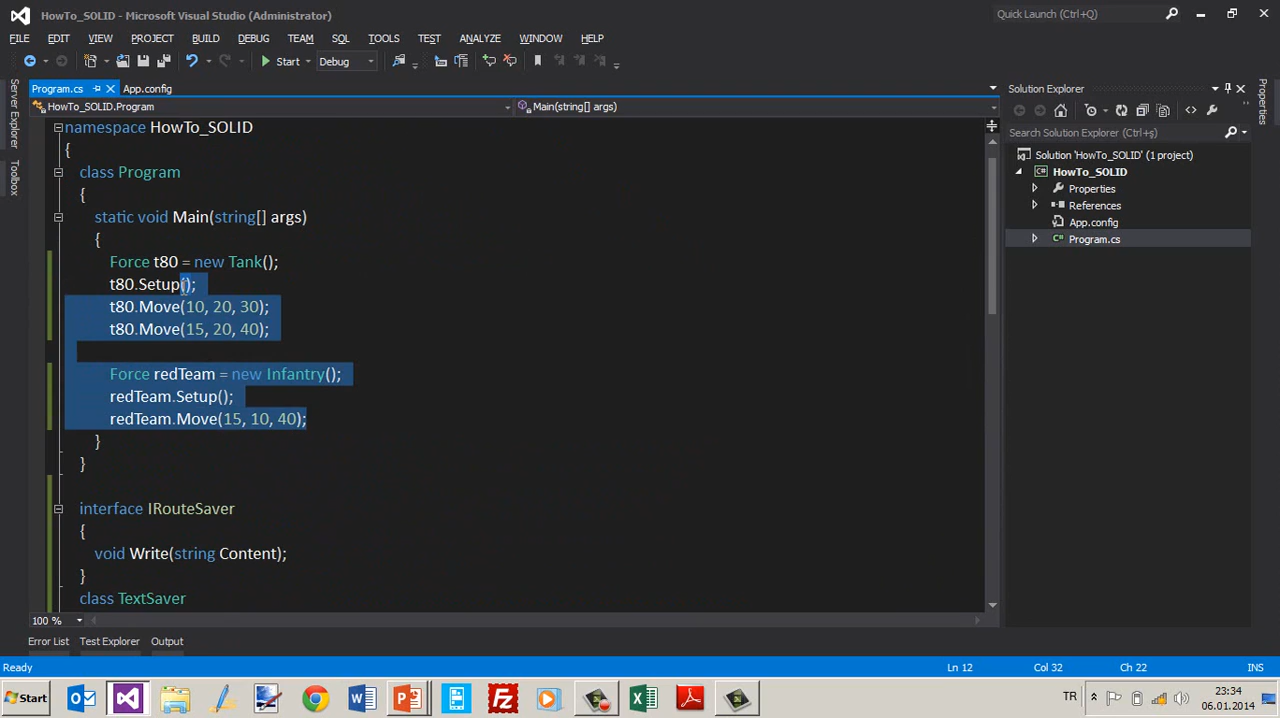 HowTo_SOLID - Microsoft Visual Studio (Administrator)
Quick Launch (Ctrl+Q)
FILE EDIT VIEW PROJECT BUILD DEBUG TEAM SQL TOOLS TEST ANALYZE WINDOW HELP
Start Debug
Server Explorer
Toolbox
Program.cs App.config
HowTo_SOLID.Program Main(string[] args)
namespace HowTo_SOLID
{
class Program
{
static void Main(string[] args)
{
Force t80 = new Tank();
t80.Setup();
t80.Move(10, 20, 30);
t80.Move(15, 20, 40);
Force redTeam = new Infantry();
redTeam.Setup();
redTeam.Move(15, 10, 40);
}
}
interface IRouteSaver
{
void Write(string Content);
}
class TextSaver
100 %
Solution Explorer
Search Solution Explorer (Ctrl+ş)
Solution 'HowTo_SOLID' (1 project)
HowTo_SOLID
Properties
References
App.config
Program.cs
Properties
Error List Test Explorer Output
Ready Ln 12 Col 32 Ch 22 INS
Start TR 23:34
06.01.2014